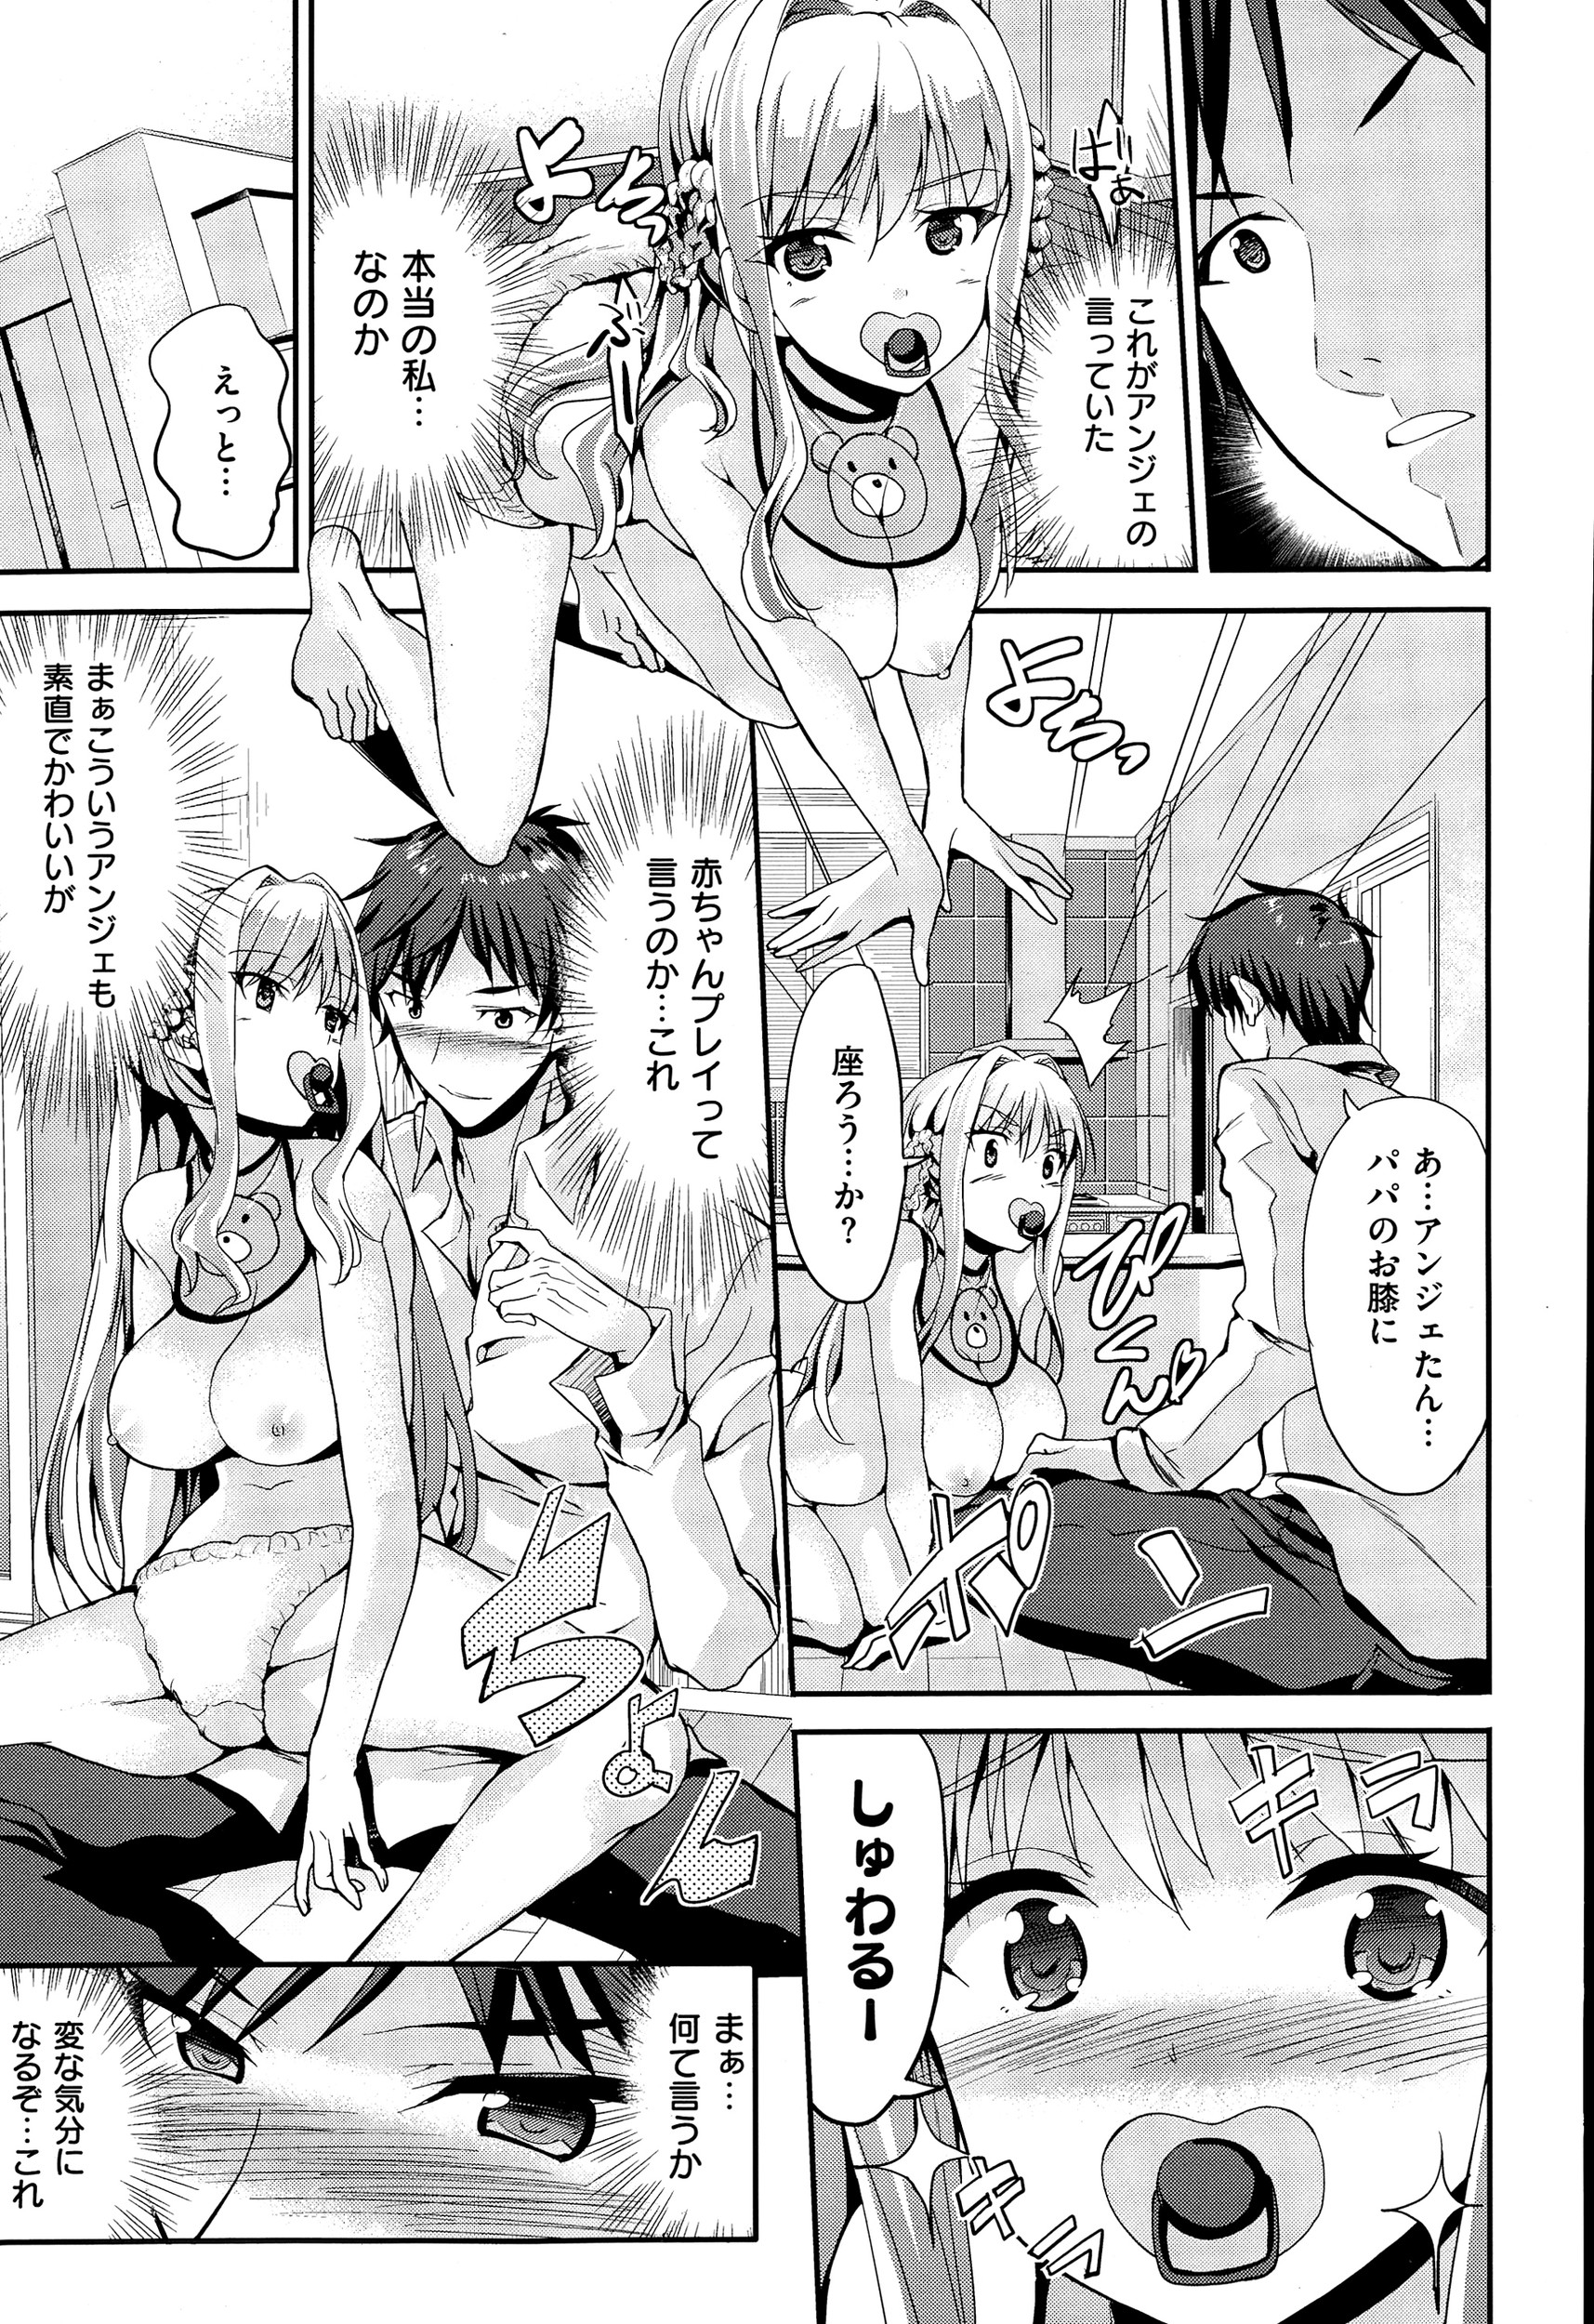 これがアンジェの
言っていた
ばぁ
よちっ
ぶー
本当の私…
なのか
えっと…
よちっ
あ…アンジェたん…
パパのお膝に
座ろう…か?
ぴくん
ポン
赤ちゃんプレイって
言うのか…これ
まぁこういうアンジェも
素直でかわいいが
ちょこん
キラ
しゅわるー
キラ
まぁ…
何て言うか
変な気分に
なるぞ…これ